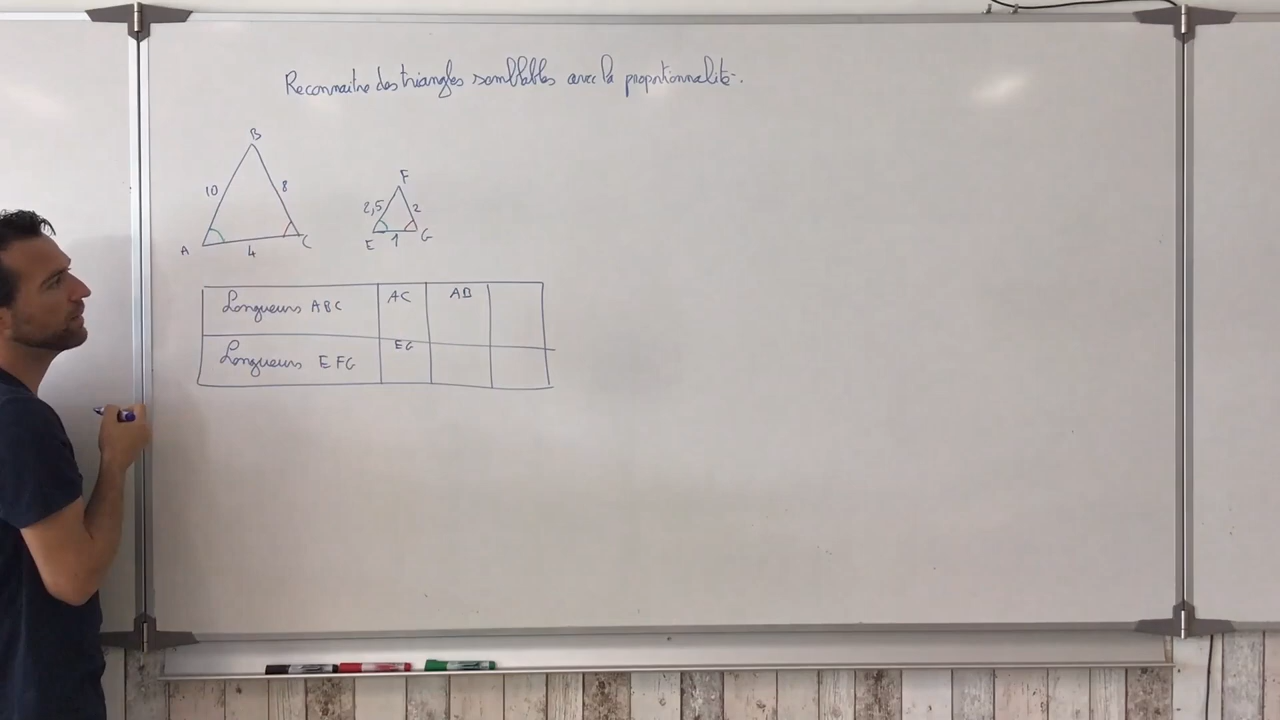 Reconnaitre des triangles semblables avec la proportionnalité.
B
10
8
A
4
C
F
2,5
2
E
1
G
Longueurs ABC AC AB
Longueurs EFG EG